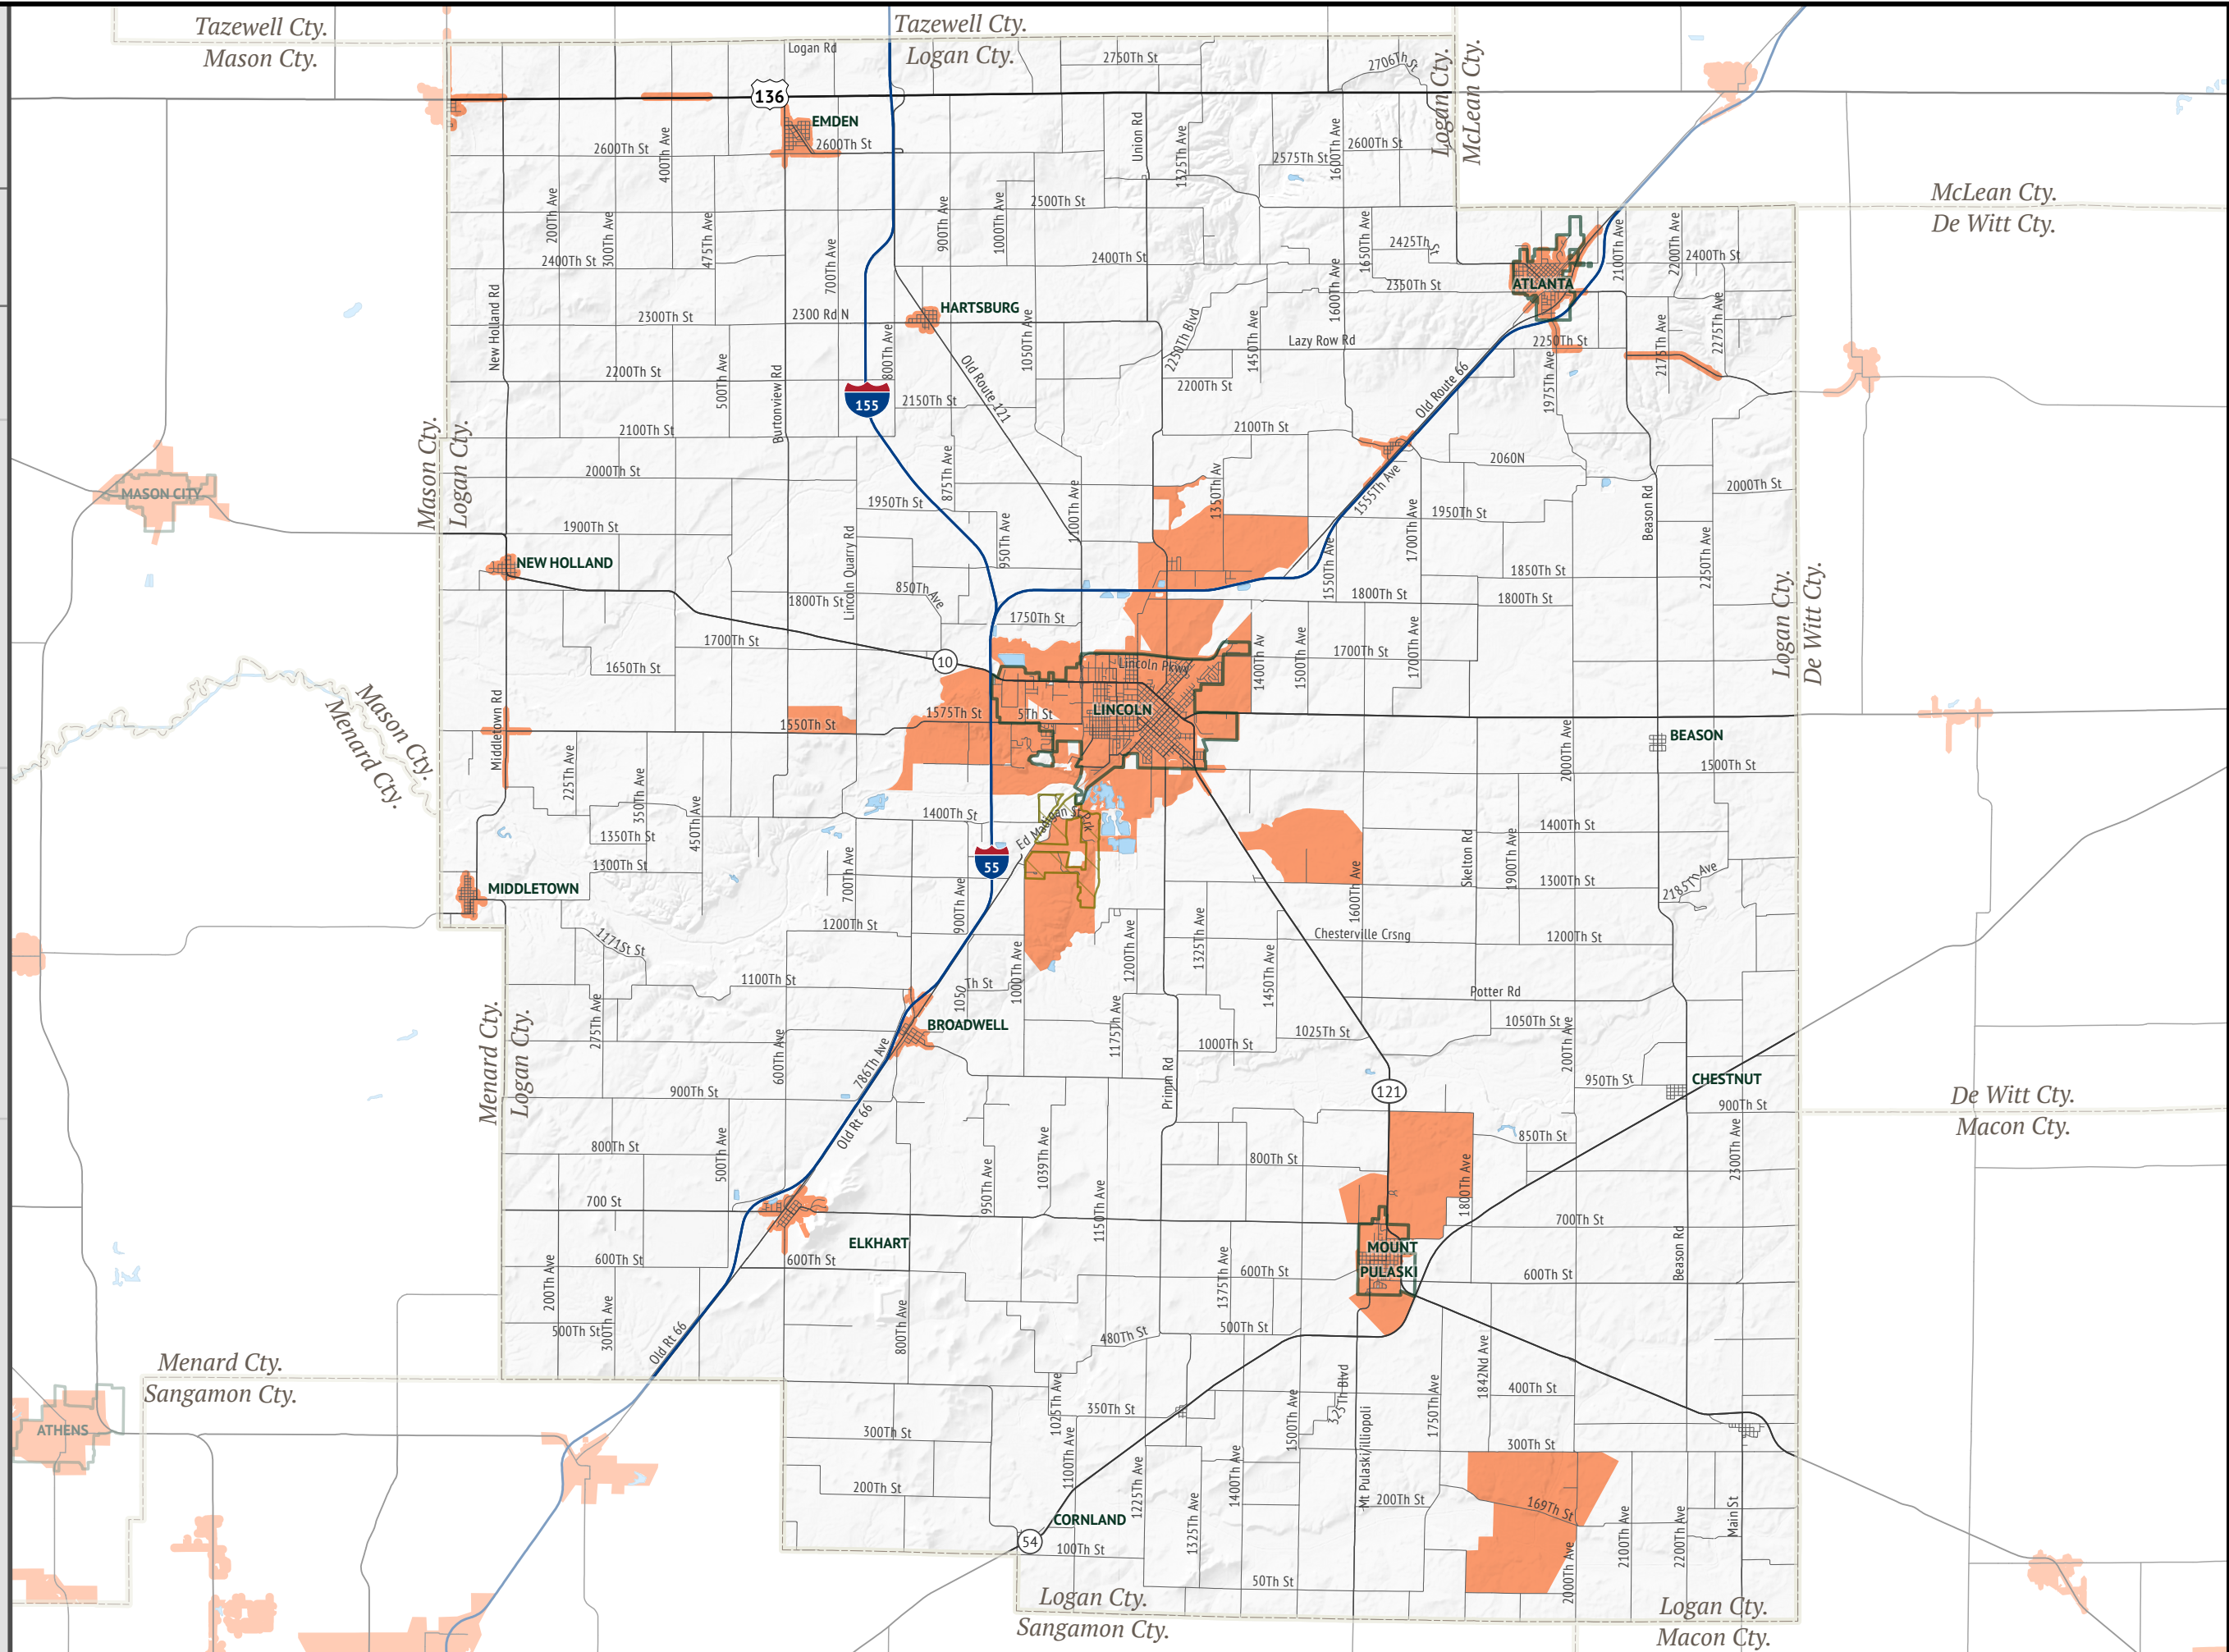 Tazewell Cty.
Mason Cty.
Tazewell Cty.
Logan Cty.
Logan Rd
2750Th St
2706Th St
Logan Cty.
McLean Cty.
136
EMDEN
2600Th St
2600Th St
400Th Ave
Union Rd
1325Th Ave
1600Th Ave
2600Th St
2575Th St
McLean Cty.
De Witt Cty.
200Th Ave
300Th Ave
475Th Ave
700Th Ave
900Th Ave
1000Th Ave
2500Th St
2400Th St
2400Th St
1650Th Ave
2425Th St
2350Th St
1600Th Ave
ATLANTA
2100Th Ave
2200Th Ave
2400Th St
2275Th Ave
2175Th Ave
New Holland Rd
2300Th St
2300 Rd N
HARTSBURG
800Th Ave
1050Th Ave
Old Route 121
2250Th Blvd
1450Th Ave
Lazy Row Rd
2250Th St
1975Th Ave
2200Th St
500Th Ave
Burtonview Rd
155
2150Th St
2200Th St
Old Route 66
Mason Cty.
Logan Cty.
2100Th St
2100Th St
2060N
2000Th St
875Th Ave
1350Th Av
1555Th Ave
2000Th St
MASON CITY
1950Th St
1100Th Ave
1950Th St
1700Th Ave
Beason Rd
1900Th St
Lincoln Quarry Rd
950Th Ave
2250Th Ave
NEW HOLLAND
1550Th Ave
1850Th St
850Th Ave
1800Th St
1800Th St
1800Th St
Logan Cty.
De Witt Cty.
1750Th St
1700Th St
1700Th St
1650Th St
10
Lincoln Pkwy
1400Th Av
1500Th Ave
1700Th Ave
Mason Cty.
Menard Cty.
Middletown Rd
1550Th St
1575Th St
5Th St
LINCOLN
BEASON
2000Th Ave
1500Th St
225Th Ave
350Th Ave
450Th Ave
1400Th St
Ed Madigan St
Park
1350Th St
1300Th St
1400Th St
Skelton Rd
1900Th Ave
1300Th St
2185Th Ave
55
MIDDLETOWN
700Th Ave
900Th Ave
1600Th Ave
1200Th St
1171St St
1000Th Ave
1200Th Ave
1325Th Ave
Chesterville Crsng
1200Th St
1450Th Ave
1100Th St
1050 Th St
Potter Rd
Menard Cty.
Logan Cty.
275Th Ave
BROADWELL
1175Th Ave
1025Th St
1050Th St
200Th Ave
1000Th St
600Th Ave
786Th Ave
Primm Rd
121
950Th St
CHESTNUT
900Th St
900Th St
De Witt Cty.
Macon Cty.
Old Rt 66
800Th St
500Th Ave
1039Th Ave
850Th St
2300Th Ave
950Th Ave
1150Th Ave
800Th St
1800Th Ave
700 St
700Th St
ELKHART
600Th St
600Th St
MOUNT
PULASKI
600Th St
600Th St
Beason Rd
200Th Ave
300Th Ave
1375Th Ave
500Th St
800Th Ave
480Th St
500Th St
Old Rt 66
Menard Cty.
Sangamon Cty.
1842Nd Ave
325Th Blvd
1025Th Ave
1750Th Ave
400Th St
350Th St
1500Th Ave
Mt Pulaski/illiopoli
ATHENS
300Th St
300Th St
1100Th Ave
1225Th Ave
1400Th Ave
200Th St
200Th St
169Th St
CORNLAND
54
100Th St
1325Th Ave
2000Th Ave
2100Th Ave
2200Th Ave
Main St
50Th St
Logan Cty.
Sangamon Cty.
Logan Cty.
Macon Cty.